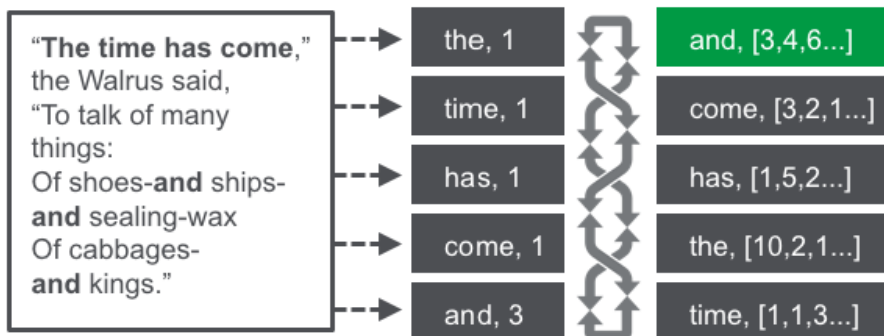 “The time has come,”
the Walrus said,
“To talk of many
things:
Of shoes-and ships-
and sealing-wax
Of cabbages-
and kings.”
the, 1
time, 1
has, 1
come, 1
and, 3
and, [3,4,6...]
come, [3,2,1...]
has, [1,5,2...]
the, [10,2,1...]
time, [1,1,3...]